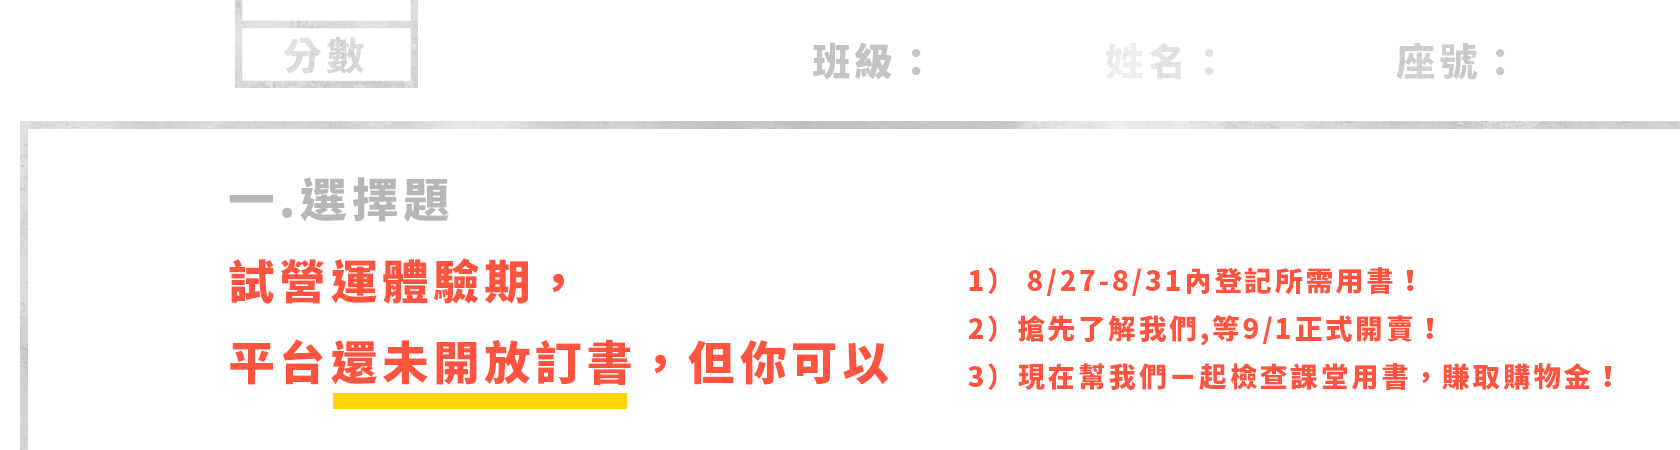 分數
班級：
姓名：
座號：
一.選擇題
試營運體驗期，
平台還未開放訂書，但你可以
1） 8/27-8/31內登記所需用書！
2）搶先了解我們,等9/1正式開賣！
3）現在幫我們一起檢查課堂用書，賺取購物金！